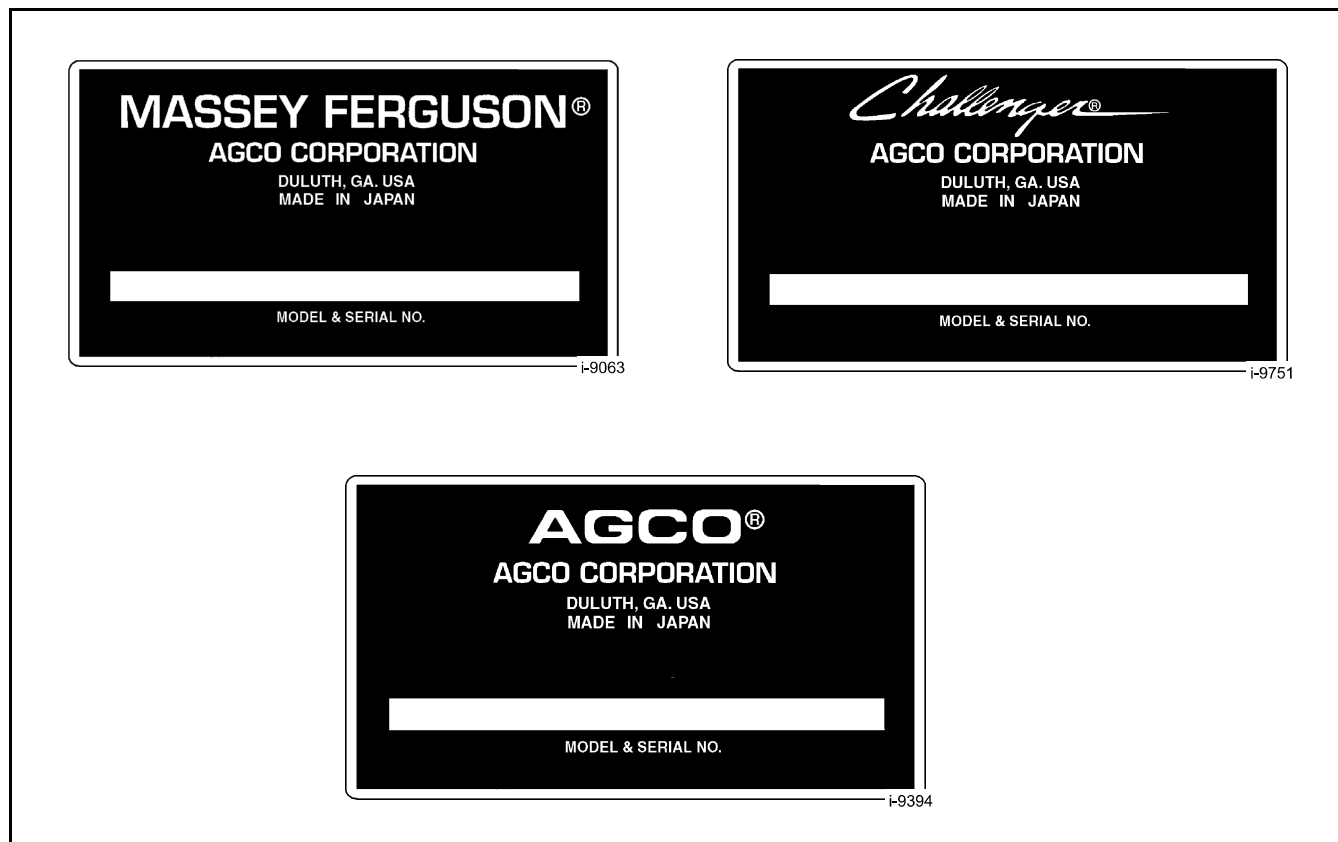 MASSEY FERGUSON®
AGCO CORPORATION
DULUTH, GA. USA
MADE IN JAPAN
MODEL & SERIAL NO.
i-9063
Challenger®
AGCO CORPORATION
DULUTH, GA. USA
MADE IN JAPAN
MODEL & SERIAL NO.
i-9751
AGCO®
AGCO CORPORATION
DULUTH, GA. USA
MADE IN JAPAN
MODEL & SERIAL NO.
i-9394